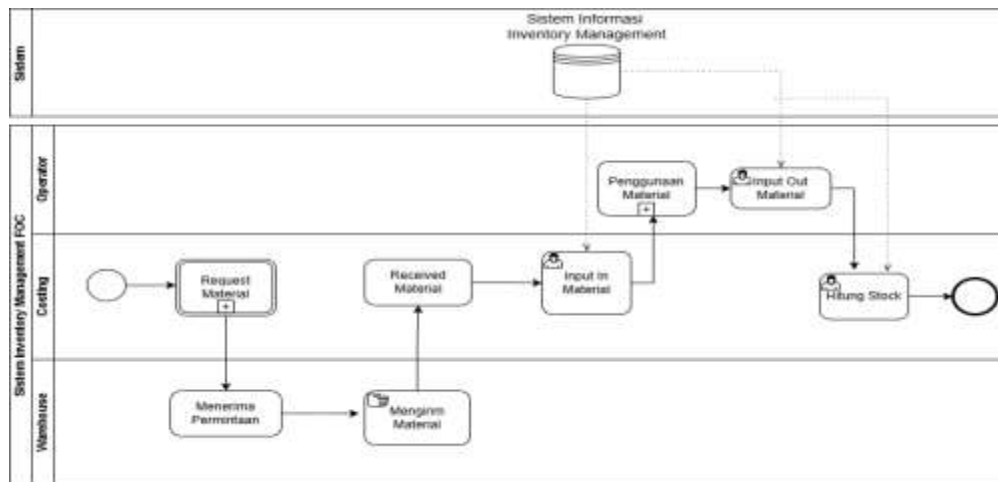 Sistem Informasi
Inventory Management
Sistem
Sistem Inventory Management FOC
Operator
Penggunaan
Material
Input Out
Material
Costing
Request
Material
Received
Material
Input In
Material
Hitung Stock
Warehouse
Menerima
Permintaan
Mengirim
Material